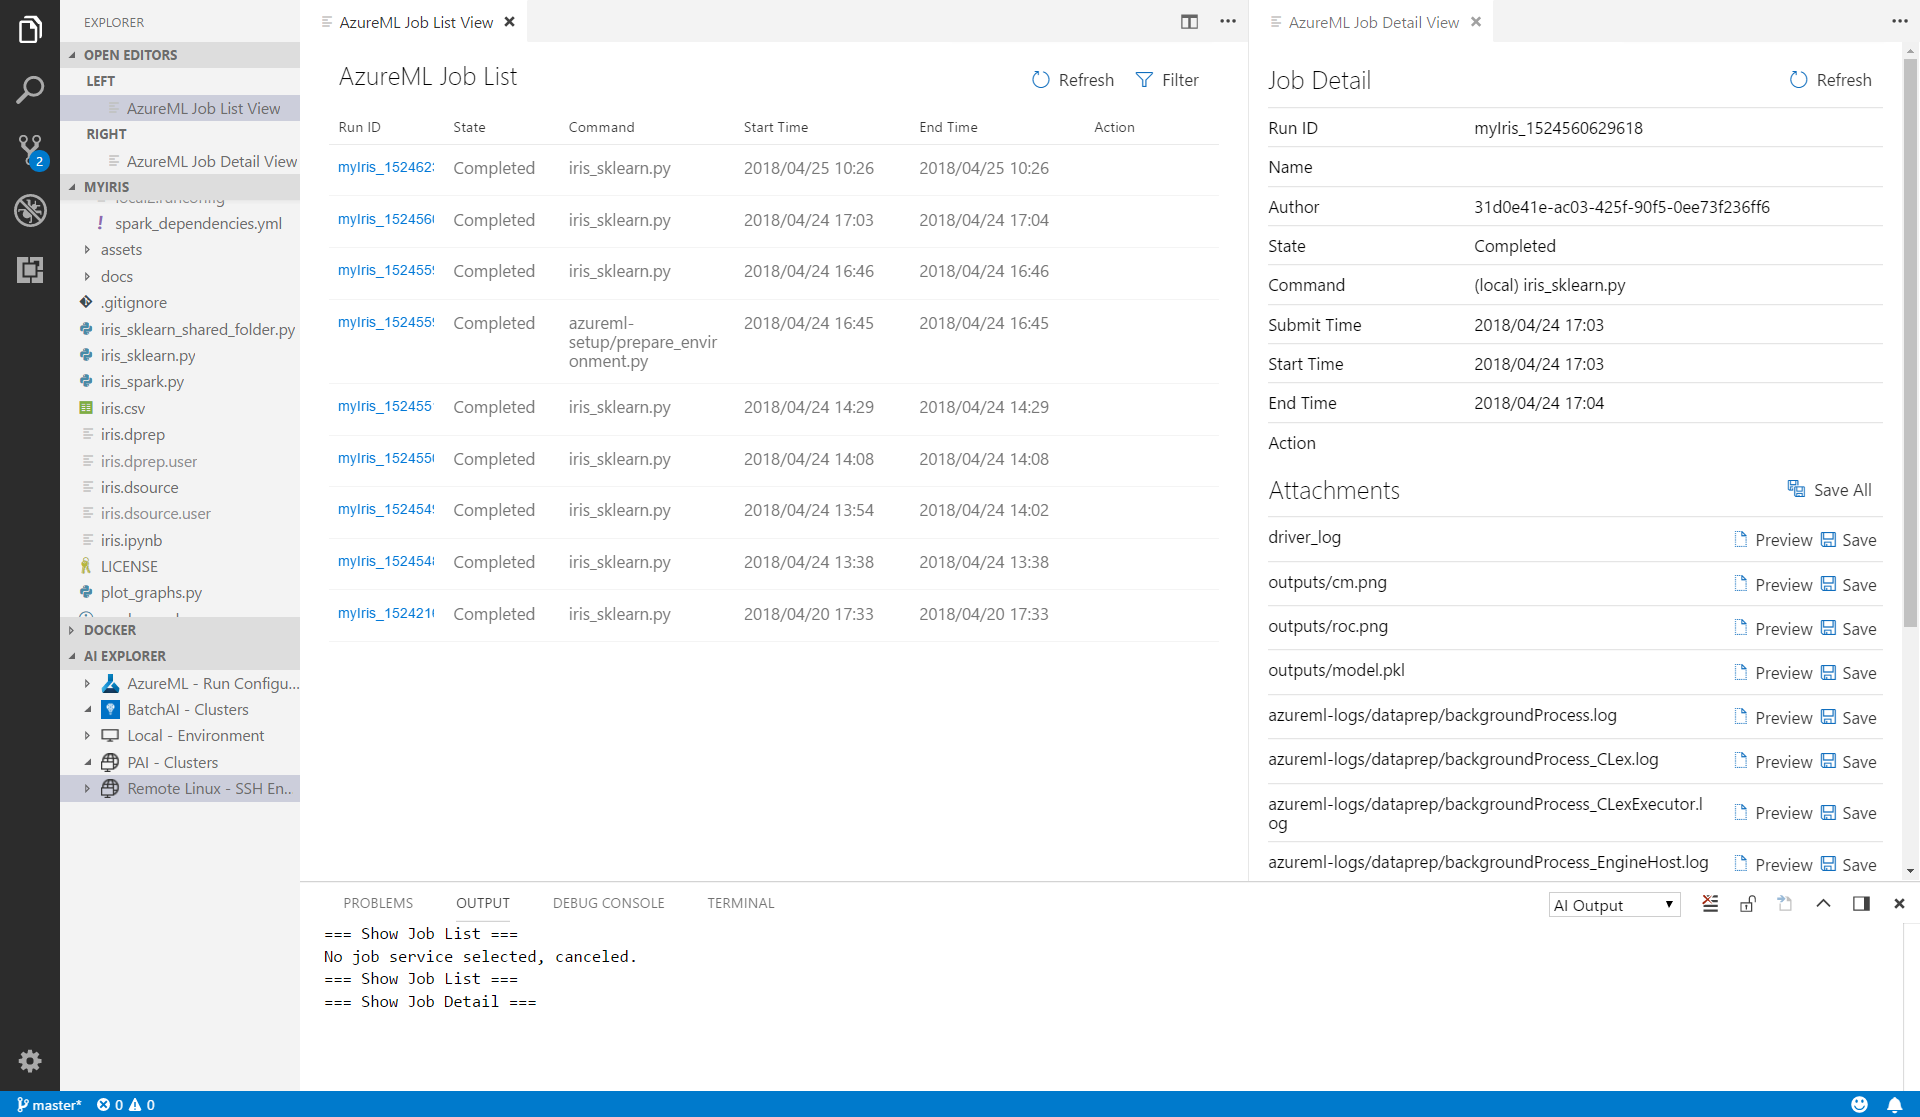 EXPLORER
OPEN EDITORS
LEFT
AzureML Job List View
RIGHT
AzureML Job Detail View
MYIRIS
local2.runconfig
spark_dependencies.yml
assets
docs
.gitignore
iris_sklearn_shared_folder.py
iris_sklearn.py
iris_spark.py
iris.csv
iris.dprep
iris.dprep.user
iris.dsource
iris.dsource.user
iris.ipynb
LICENSE
plot_graphs.py
DOCKER
AI EXPLORER
AzureML - Run Configu...
BatchAI - Clusters
Local - Environment
PAI - Clusters
Remote Linux - SSH En..
2
AzureML Job List View
AzureML Job List
Refresh Filter
Run ID State Command Start Time End Time Action
myIris_152462 Completed iris_sklearn.py 2018/04/25 10:26 2018/04/25 10:26
myIris_152456 Completed iris_sklearn.py 2018/04/24 17:03 2018/04/24 17:04
myIris_152455 Completed iris_sklearn.py 2018/04/24 16:46 2018/04/24 16:46
myIris_152455 Completed azureml- 2018/04/24 16:45 2018/04/24 16:45
setup/prepare_envir
onment.py
myIris_152455 Completed iris_sklearn.py 2018/04/24 14:29 2018/04/24 14:29
myIris_152455 Completed iris_sklearn.py 2018/04/24 14:08 2018/04/24 14:08
myIris_152454 Completed iris_sklearn.py 2018/04/24 13:54 2018/04/24 14:02
myIris_152454 Completed iris_sklearn.py 2018/04/24 13:38 2018/04/24 13:38
myIris_152421 Completed iris_sklearn.py 2018/04/20 17:33 2018/04/20 17:33
AzureML Job Detail View
Job Detail Refresh
Run ID myIris_1524560629618
Name
Author 31d0e41e-ac03-425f-90f5-0ee73f236ff6
State Completed
Command (local) iris_sklearn.py
Submit Time 2018/04/24 17:03
Start Time 2018/04/24 17:03
End Time 2018/04/24 17:04
Action
Attachments Save All
driver_log Preview Save
outputs/cm.png Preview Save
outputs/roc.png Preview Save
outputs/model.pkl Preview Save
azureml-logs/dataprep/backgroundProcess.log Preview Save
azureml-logs/dataprep/backgroundProcess_CLex.log Preview Save
azureml-logs/dataprep/backgroundProcess_CLexExecutor.l Preview Save
og
azureml-logs/dataprep/backgroundProcess_EngineHost.log Preview Save
PROBLEMS OUTPUT DEBUG CONSOLE TERMINAL AI Output
=== Show Job List ===
No job service selected, canceled.
=== Show Job List ===
=== Show Job Detail ===
master* 0 0